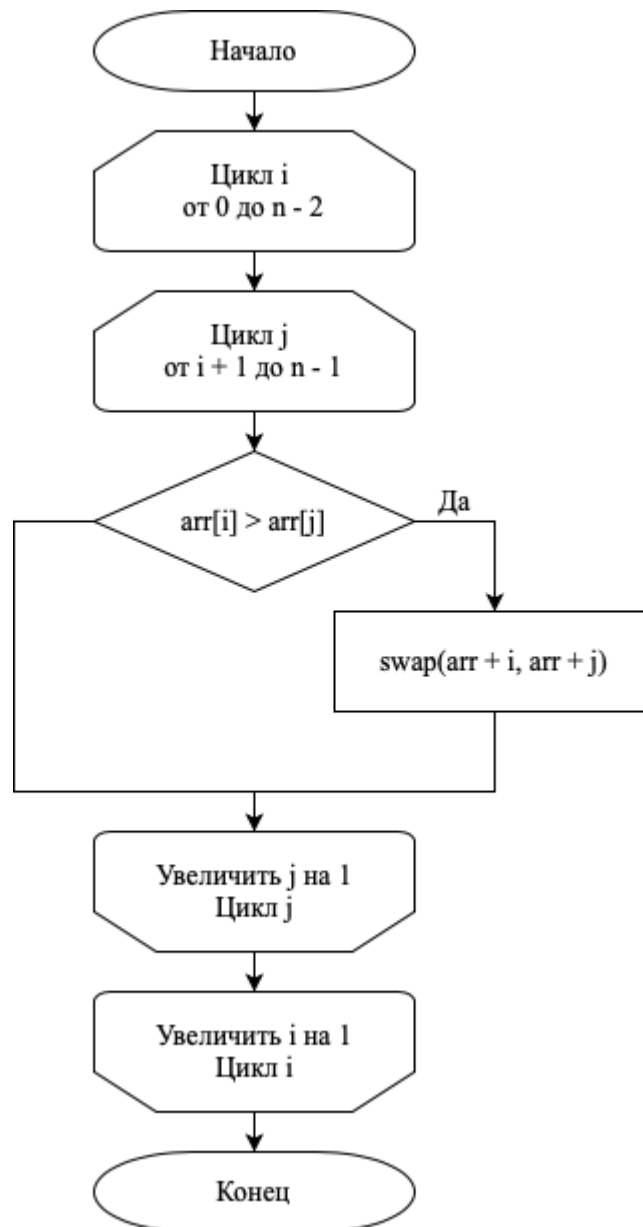 Начало
Цикл i
от 0 до n - 2
Цикл j
от i + 1 до n - 1
arr[i] > arr[j]
Да
swap(arr + i, arr + j)
Увеличить j на 1
Цикл j
Увеличить i на 1
Цикл i
Конец